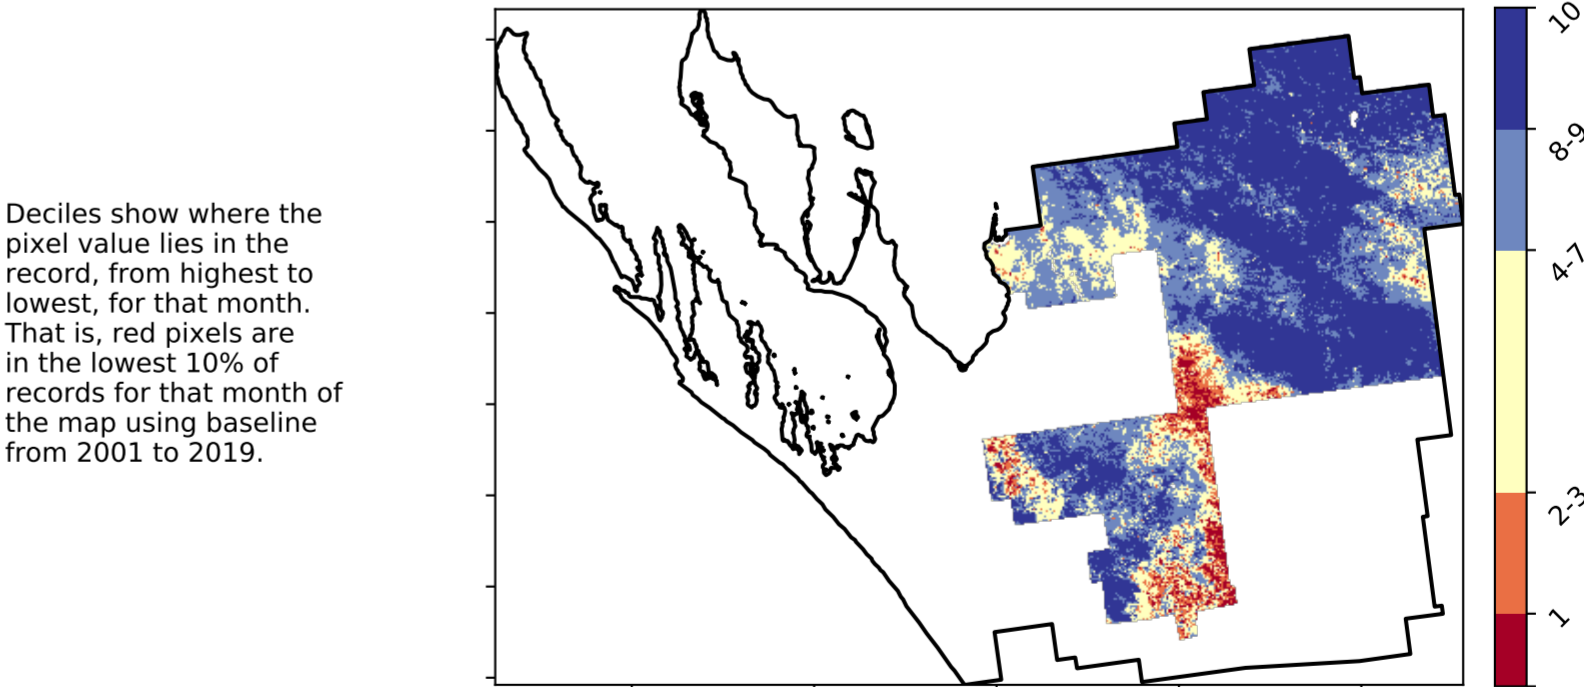 Deciles show where the
pixel value lies in the
record, from highest to
lowest, for that month.
That is, red pixels are
in the lowest 10% of
records for that month of
the map using baseline
from 2001 to 2019.
10
8-9
4-7
2-3
1